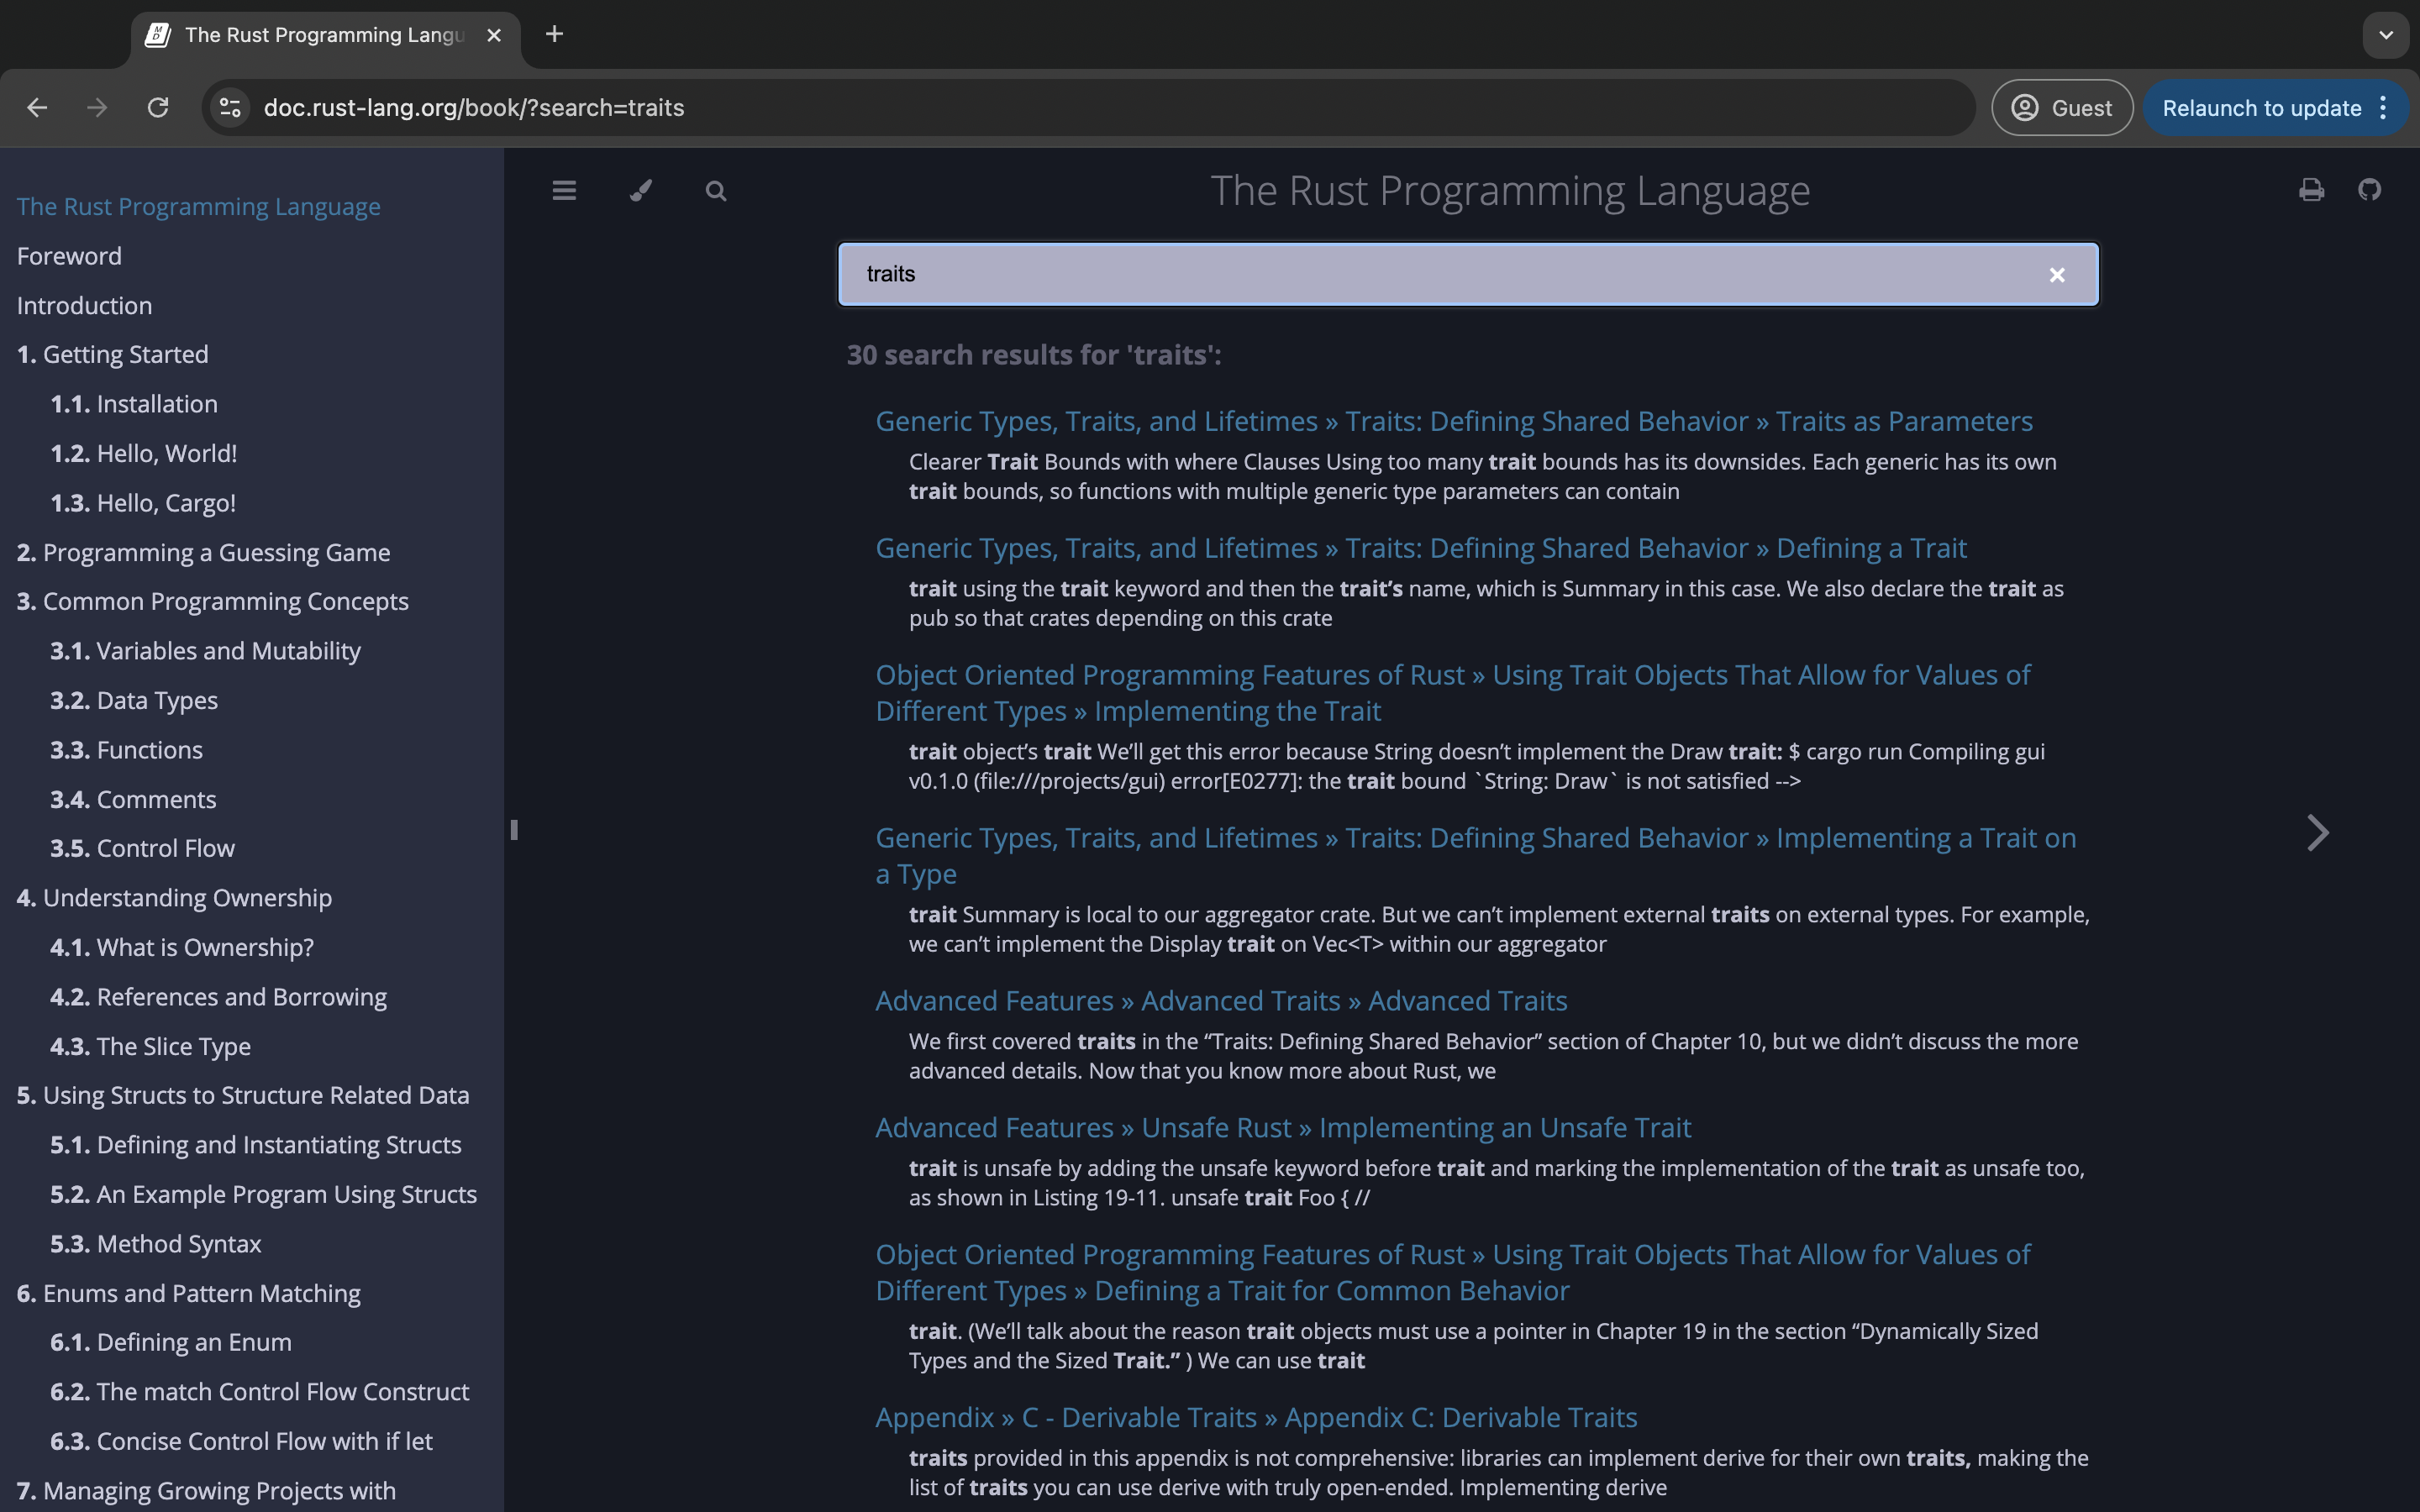 The Rust Programming Langu
doc.rust-lang.org/book/?search=traits
Guest
Relaunch to update
The Rust Programming Language
Foreword
Introduction
1. Getting Started
1.1. Installation
1.2. Hello, World!
1.3. Hello, Cargo!
2. Programming a Guessing Game
3. Common Programming Concepts
3.1. Variables and Mutability
3.2. Data Types
3.3. Functions
3.4. Comments
3.5. Control Flow
4. Understanding Ownership
4.1. What is Ownership?
4.2. References and Borrowing
4.3. The Slice Type
5. Using Structs to Structure Related Data
5.1. Defining and Instantiating Structs
5.2. An Example Program Using Structs
5.3. Method Syntax
6. Enums and Pattern Matching
6.1. Defining an Enum
6.2. The match Control Flow Construct
6.3. Concise Control Flow with if let
7. Managing Growing Projects with
The Rust Programming Language
traits
30 search results for 'traits':
Generic Types, Traits, and Lifetimes » Traits: Defining Shared Behavior » Traits as Parameters
Clearer Trait Bounds with where Clauses Using too many trait bounds has its downsides. Each generic has its own
trait bounds, so functions with multiple generic type parameters can contain
Generic Types, Traits, and Lifetimes » Traits: Defining Shared Behavior » Defining a Trait
trait using the trait keyword and then the trait’s name, which is Summary in this case. We also declare the trait as
pub so that crates depending on this crate
Object Oriented Programming Features of Rust » Using Trait Objects That Allow for Values of
Different Types » Implementing the Trait
trait object’s trait We’ll get this error because String doesn’t implement the Draw trait: $ cargo run Compiling gui
v0.1.0 (file:///projects/gui) error[E0277]: the trait bound `String: Draw` is not satisfied -->
Generic Types, Traits, and Lifetimes » Traits: Defining Shared Behavior » Implementing a Trait on
a Type
trait Summary is local to our aggregator crate. But we can’t implement external traits on external types. For example,
we can’t implement the Display trait on Vec<T> within our aggregator
Advanced Features » Advanced Traits » Advanced Traits
We first covered traits in the “Traits: Defining Shared Behavior” section of Chapter 10, but we didn’t discuss the more
advanced details. Now that you know more about Rust, we
Advanced Features » Unsafe Rust » Implementing an Unsafe Trait
trait is unsafe by adding the unsafe keyword before trait and marking the implementation of the trait as unsafe too,
as shown in Listing 19-11. unsafe trait Foo { //
Object Oriented Programming Features of Rust » Using Trait Objects That Allow for Values of
Different Types » Defining a Trait for Common Behavior
trait. (We’ll talk about the reason trait objects must use a pointer in Chapter 19 in the section “Dynamically Sized
Types and the Sized Trait.” ) We can use trait
Appendix » C - Derivable Traits » Appendix C: Derivable Traits
traits provided in this appendix is not comprehensive: libraries can implement derive for their own traits, making the
list of traits you can use derive with truly open-ended. Implementing derive